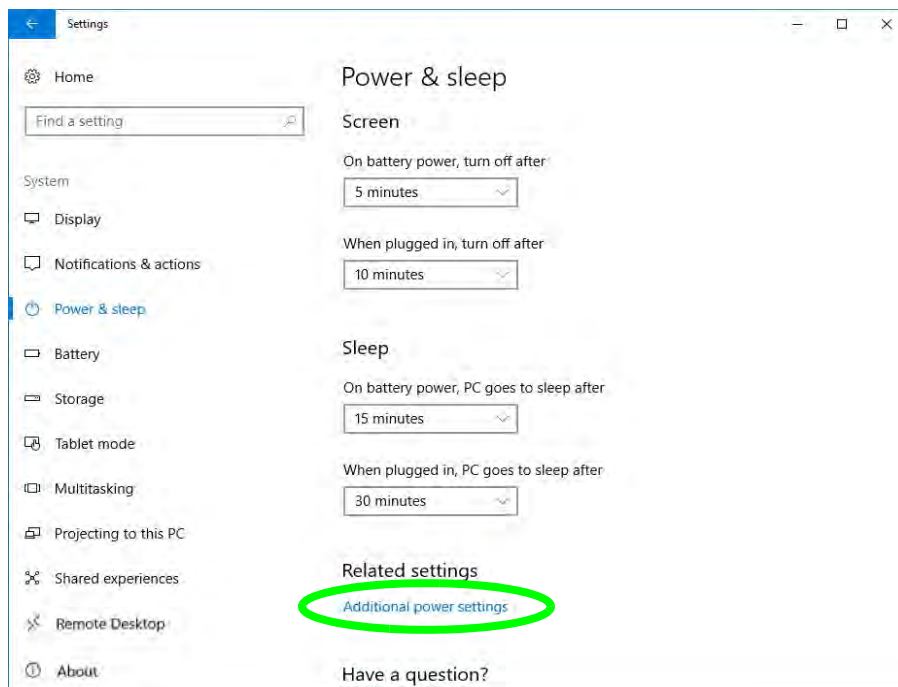 Settings
Home
Find a setting
System
Display
Notifications & actions
Power & sleep
Battery
Storage
Tablet mode
Multitasking
Projecting to this PC
Shared experiences
Remote Desktop
About
Power & sleep
Screen
On battery power, turn off after
5 minutes
When plugged in, turn off after
10 minutes
Sleep
On battery power, PC goes to sleep after
15 minutes
When plugged in, PC goes to sleep after
30 minutes
Related settings
Additional power settings
Have a question?